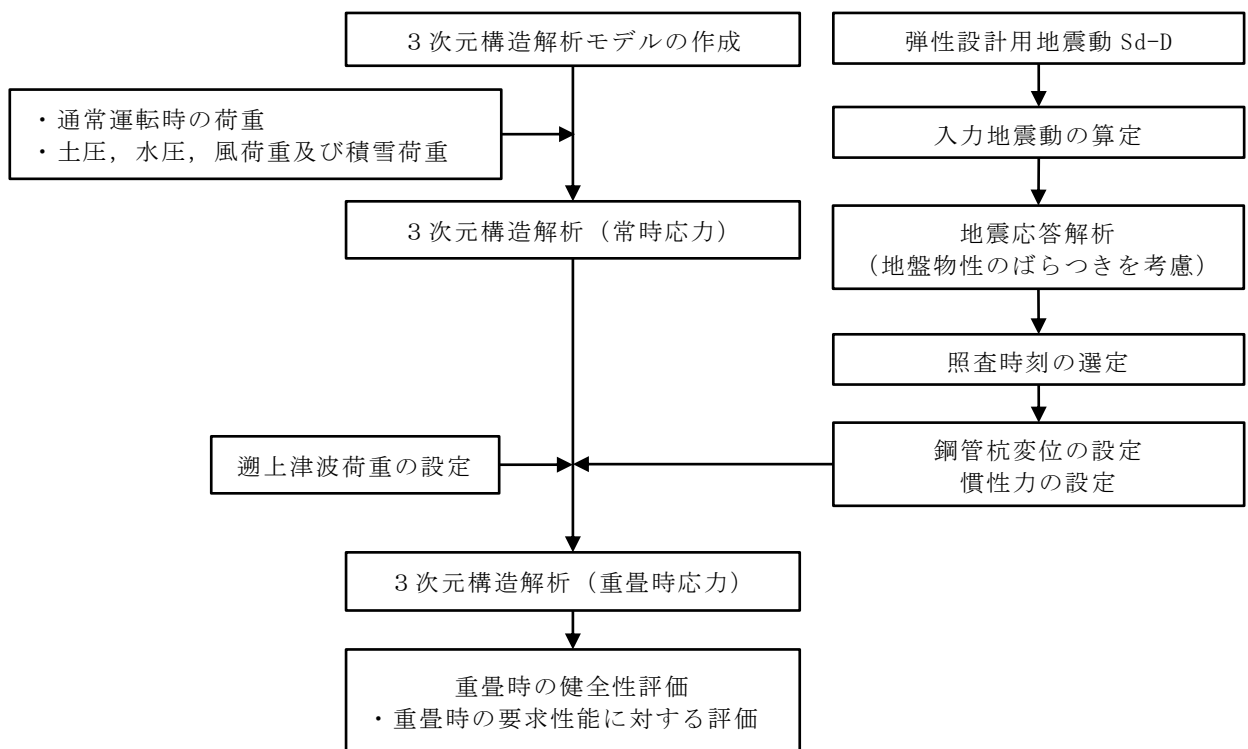 ３次元構造解析モデルの作成
・通常運転時の荷重
・土圧，水圧，風荷重及び積雪荷重
３次元構造解析（常時応力）
遡上津波荷重の設定
３次元構造解析（重畳時応力）
重畳時の健全性評価
・重畳時の要求性能に対する評価
弾性設計用地震動 Sd-D
入力地震動の算定
地震応答解析
（地盤物性のばらつきを考慮）
照査時刻の選定
鋼管杭変位の設定
慣性力の設定